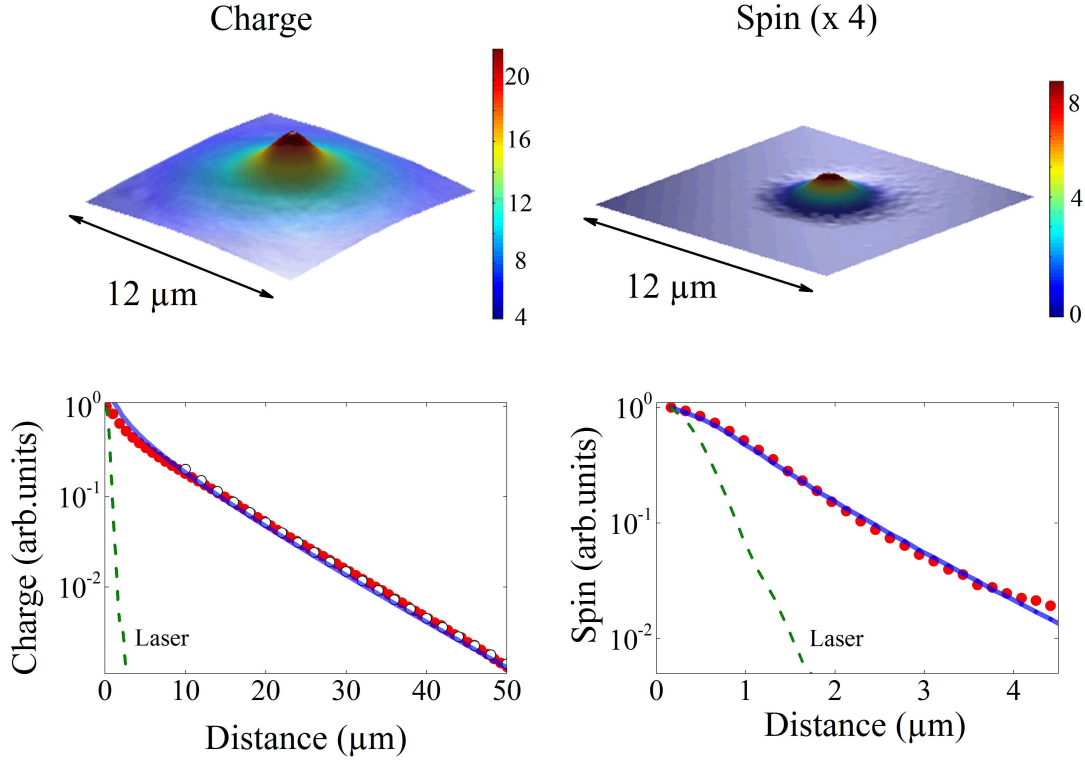 Charge
Spin (x 4)
20
16
12
8
4
12 µm
8
4
0
12 µm
10^0
10^-1
10^-2
Charge (arb.units)
Laser
0
10
20
30
40
50
Distance (µm)
10^0
10^-1
10^-2
Spin (arb.units)
Laser
0
1
2
3
4
Distance (µm)